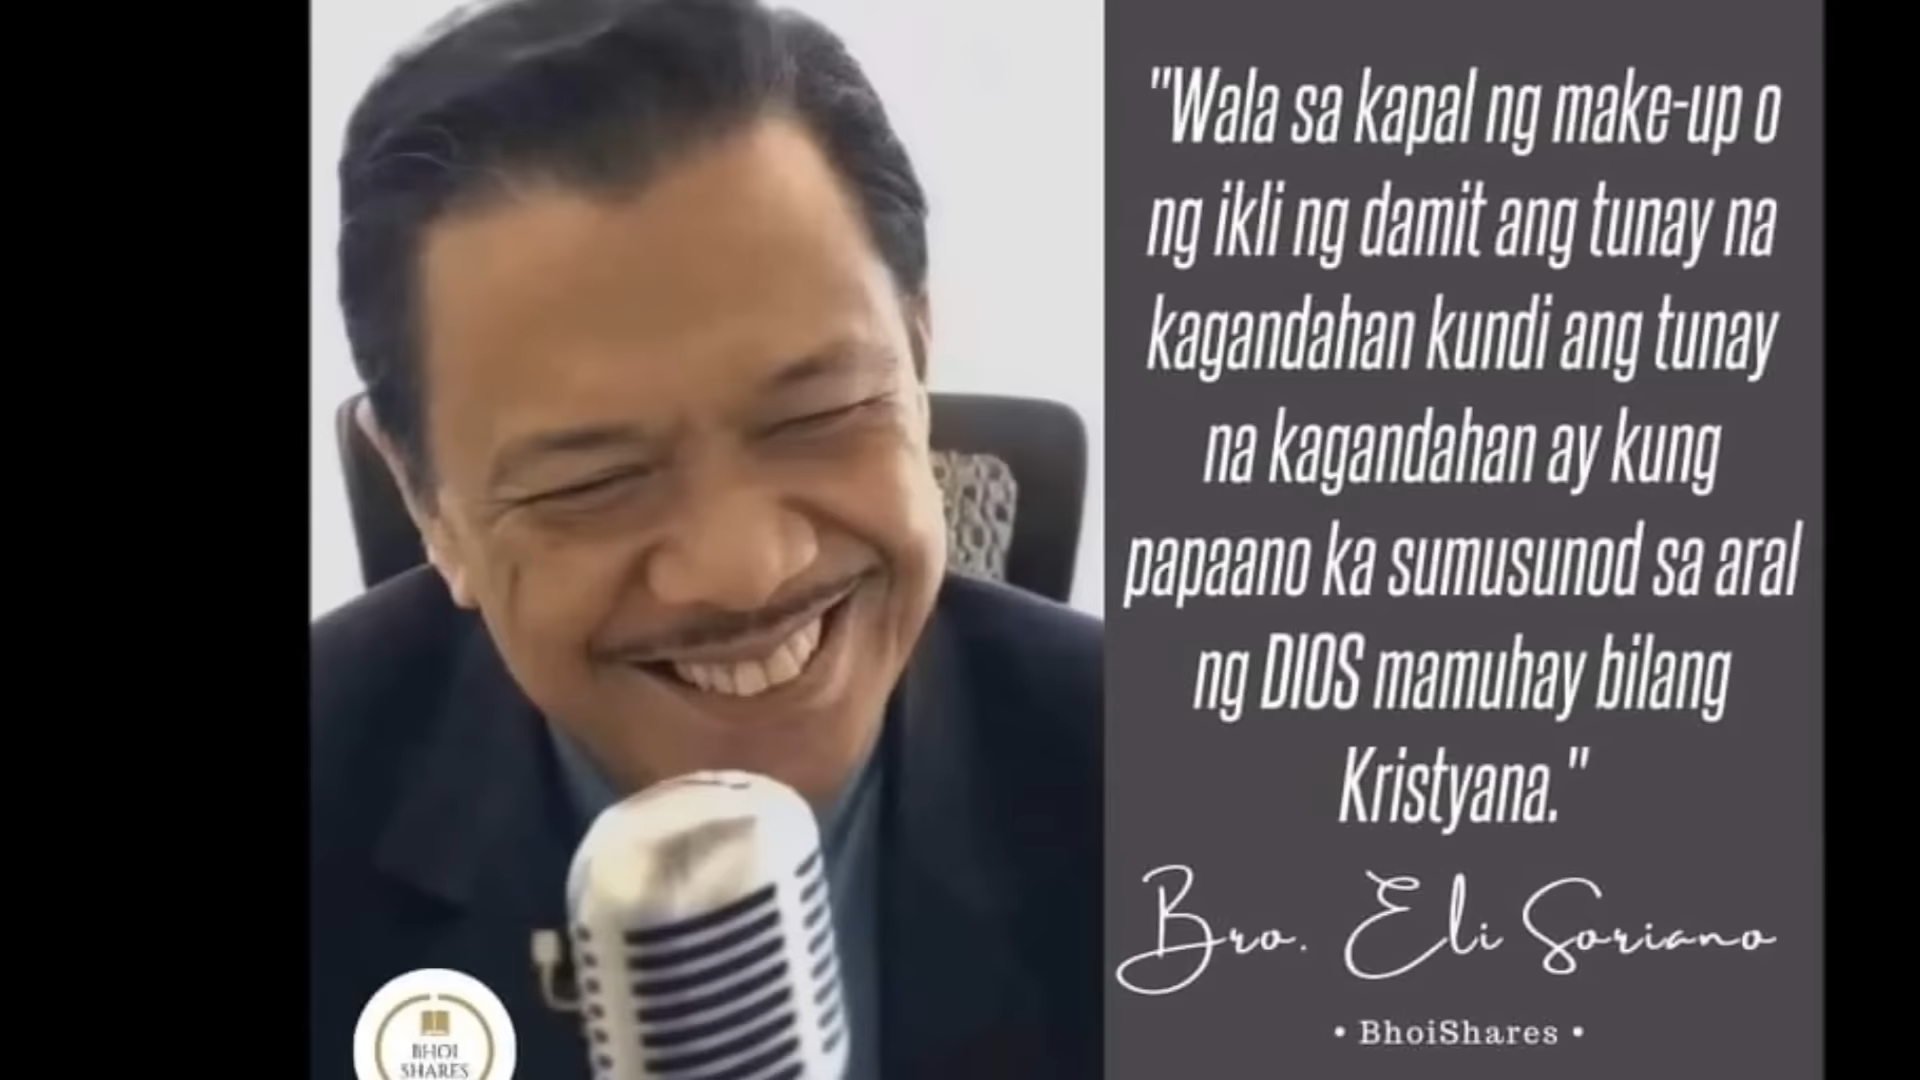 "Wala sa kapal ng make-up o
ng ikli ng damit ang tunay na
kagandahan kundi ang tunay
na kagandahan ay kung
papaano ka sumusunod sa aral
ng DIOS mamuhay bilang
Kristyana."
Bro. Eli Soriano
• BhoiShares •
BHOI
SHARES